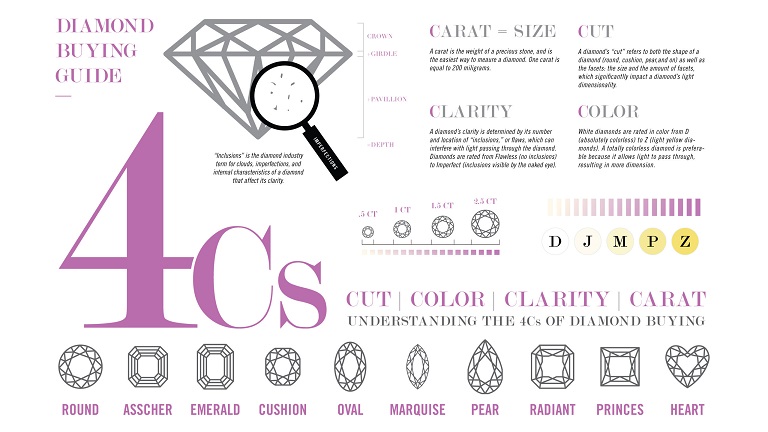 DIAMOND
BUYING
GUIDE
CROWN
GIRDLE
PAVILLION
DEPTH
IMPERFECTIONS
"Inclusions" is the diamond industry
term for clouds, imperfections, and
internal characteristics of a diamond
that affect its clarity.
CARAT = SIZE
A carat is the weight of a precious stone, and is
the easiest way to meaure a diamond. One carat is
equal to 200 miligrams.
CUT
A diamond's "cut" refers to both the shape of a
diamond (round, cushion, pear,and on) as well as
the facets: the size and the amount of facets,
which significantly impact a diamond's light
dimensionality.
CLARITY
A diamond's clarity is determined by its number
and location of "inclusions," or flaws, which can
interfere with light passing through the diamond.
Diamonds are rated from Flawless (no inclusions)
to Imperfect (inclusions visible by the naked eye).
COLOR
White diamonds are rated in color from D
(absolutely colorless) to Z (light yellow dia-
monds). A totally colorless diamond is prefera-
ble because it allows light to pass through,
resulting in more dimension.
.5 CT
1 CT
1.5 CT
2.5 CT
D J M P Z
4Cs
CUT | COLOR | CLARITY | CARAT
UNDERSTANDING THE 4Cs OF DIAMOND BUYING
ROUND ASSCHER EMERALD CUSHION OVAL MARQUISE PEAR RADIANT PRINCES HEART